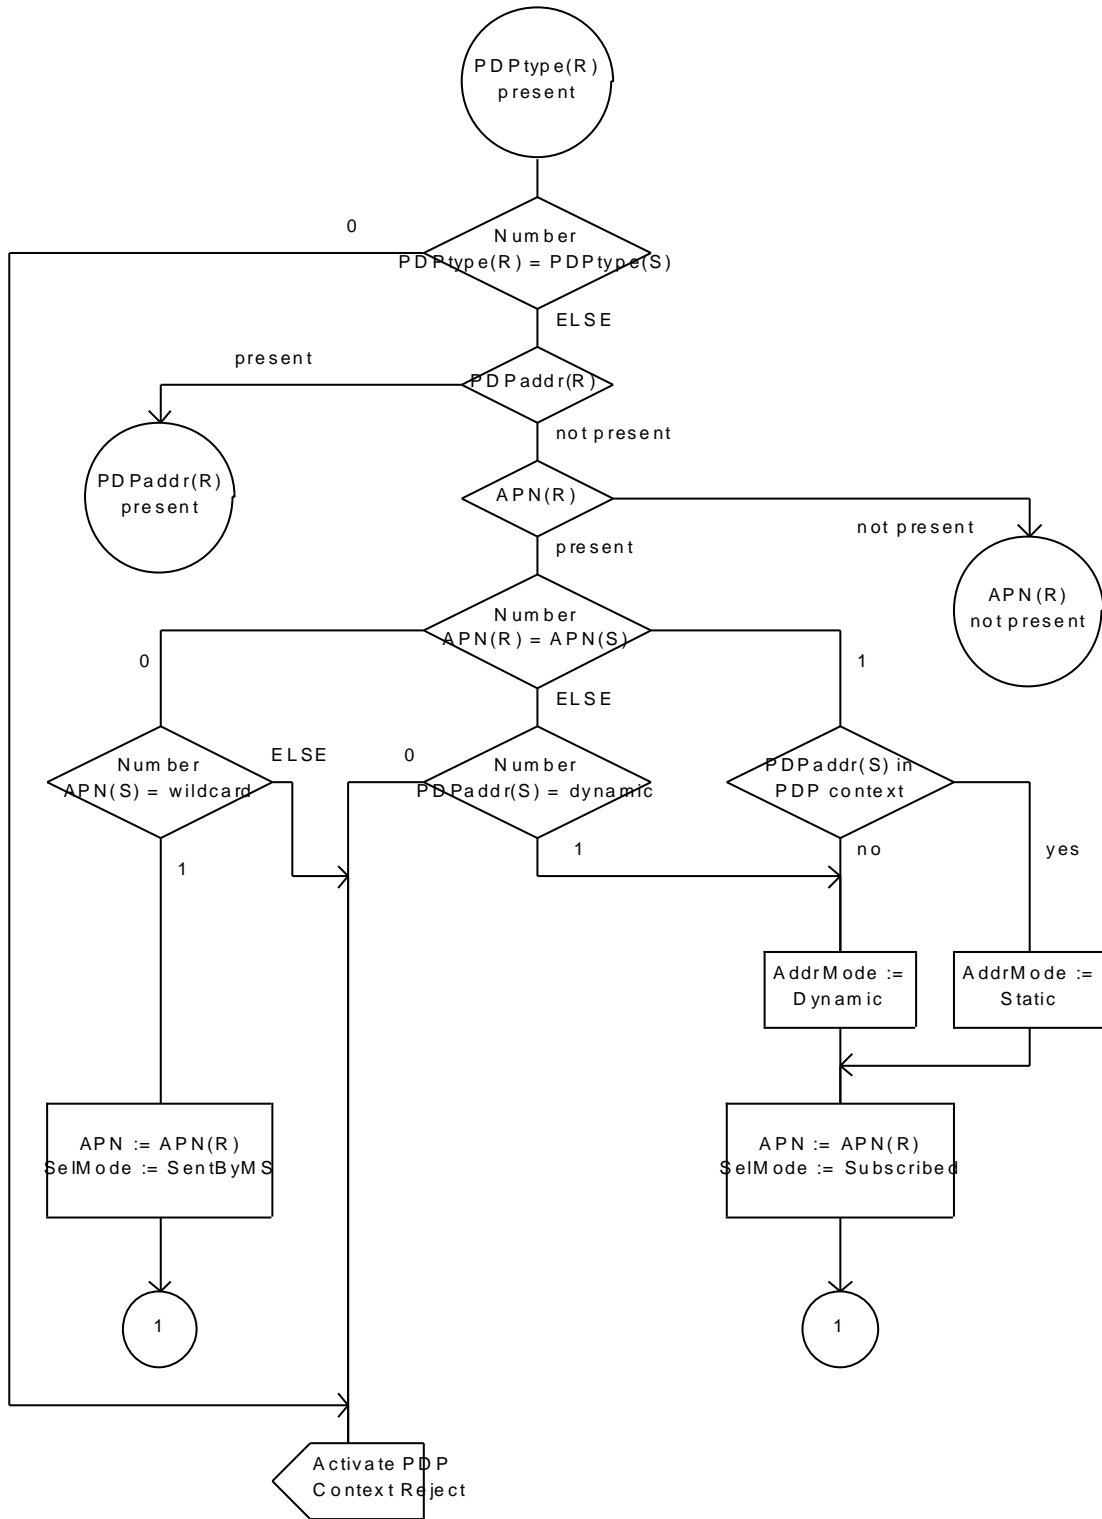 PDPtype(R)
present
0
Number
PDPtype(R) = PDPtype(S)
ELSE
present
PDPaddr(R)
not present
PDPaddr(R)
present
APN(R)
not present
present
APN(R)
not present
Number
APN(R) = APN(S)
0
1
ELSE
Number
APN(S) = wildcard
ELSE
0
Number
PDPaddr(S) = dynamic
PDPaddr(S) in
PDP context
1
1
no
yes
AddrMode :=
Dynamic
AddrMode :=
Static
APN := APN(R)
SelMode := SentByMS
APN := APN(R)
SelMode := Subscribed
1
1
Activate PDP
Context Reject